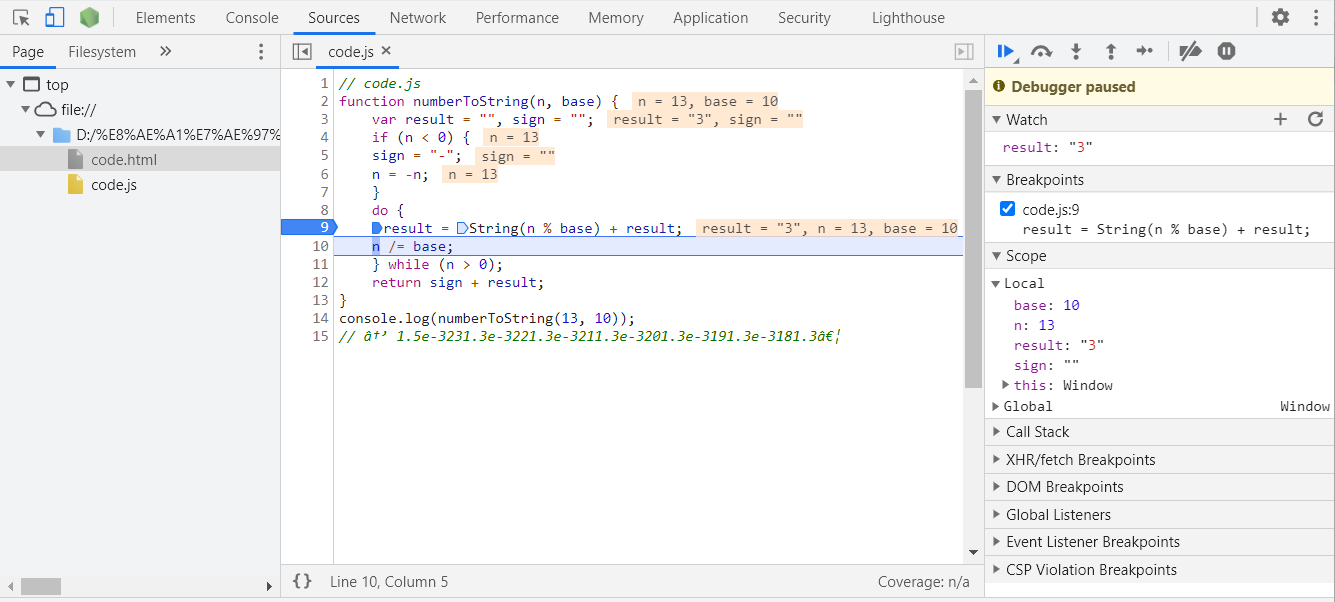 Elements Console Sources Network Performance Memory Application Security Lighthouse
Page Filesystem »
code.js ×
top
file://
D:/%E8%AE%A1%E7%AE%97%
code.html
code.js
1 // code.js
2 function numberToString(n, base) { n = 13, base = 10
3 var result = "", sign = ""; result = "3", sign = ""
4 if (n < 0) { n = 13
5 sign = "-"; sign = ""
6 n = -n; n = 13
7 }
8 do {
9 result = String(n % base) + result; result = "3", n = 13, base = 10
10 n /= base;
11 } while (n > 0);
12 return sign + result;
13 }
14 console.log(numberToString(13, 10));
15 // â†’ 1.5e-3231.3e-3221.3e-3211.3e-3201.3e-3191.3e-3181.3â€¦
{} Line 10, Column 5
Coverage: n/a
Debugger paused
Watch
result: "3"
Breakpoints
code.js:9
result = String(n % base) + result;
Scope
Local
base: 10
n: 13
result: "3"
sign: ""
this: Window
Global Window
Call Stack
XHR/fetch Breakpoints
DOM Breakpoints
Global Listeners
Event Listener Breakpoints
CSP Violation Breakpoints